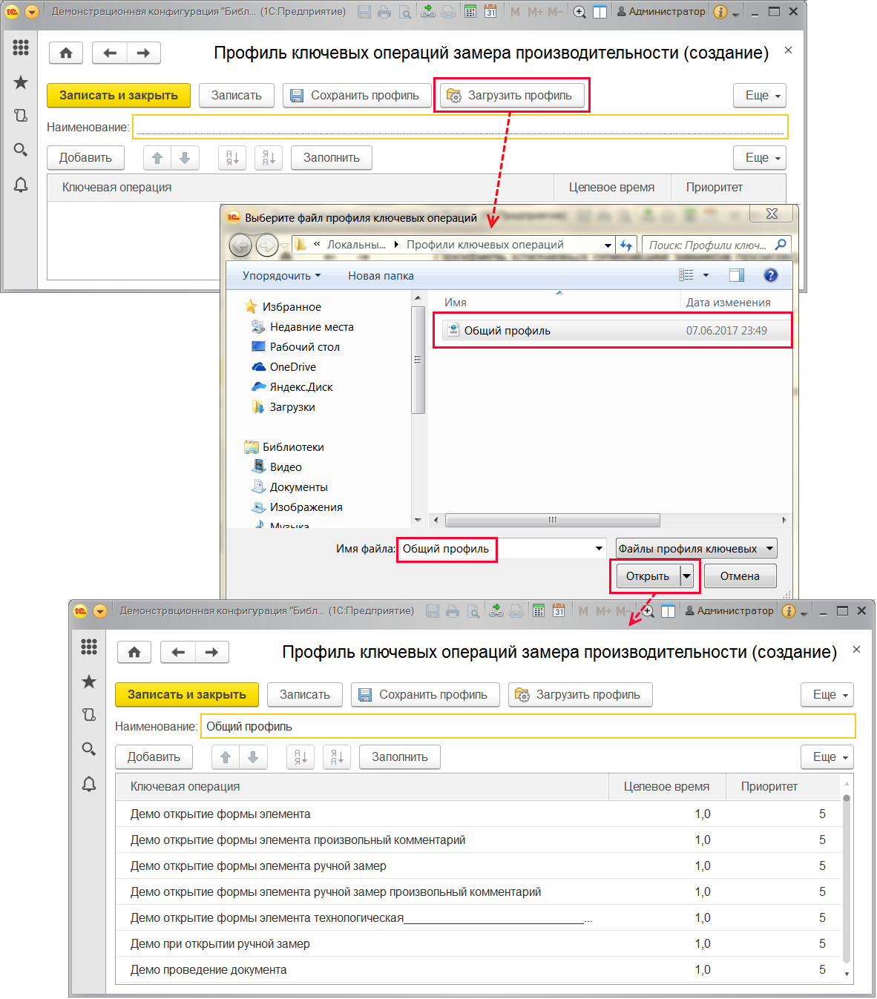 Демонстрационная конфигурация "Библ... (1С:Предприятие) 31 M M+ M- Администратор
Профиль ключевых операций замера производительности (создание)
Записать и закрыть Записать Сохранить профиль Загрузить профиль Еще
Наименование:
Добавить Заполнить Еще
Ключевая операция Целевое время Приоритет
Выберите файл профиля ключевых операций
« Локальны... Профили ключевых операций Поиск: Профили ключ...
Упорядочить Новая папка
Имя Дата изменения
Избранное
Общий профиль 07.06.2017 23:49
Недавние места
Рабочий стол
OneDrive
Яндекс.Диск
Загрузки
Библиотеки
Видео
Документы
Изображения
Музыка
Имя файла: Общий профиль Файлы профиля ключевых
Открыть Отмена
Демонстрационная конфигурация "Библ... (1С:Предприятие) 31 M M+ M- Администратор
Профиль ключевых операций замера производительности (создание)
Записать и закрыть Записать Сохранить профиль Загрузить профиль Еще
Наименование: Общий профиль
Добавить Заполнить Еще
Ключевая операция Целевое время Приоритет
Демо открытие формы элемента 1,0 5
Демо открытие формы элемента произвольный комментарий 1,0 5
Демо открытие формы элемента ручной замер 1,0 5
Демо открытие формы элемента ручной замер произвольный комментарий 1,0 5
Демо открытие формы элемента технологическая___________________________... 1,0 5
Демо при открытии ручной замер 1,0 5
Демо проведение документа 1,0 5